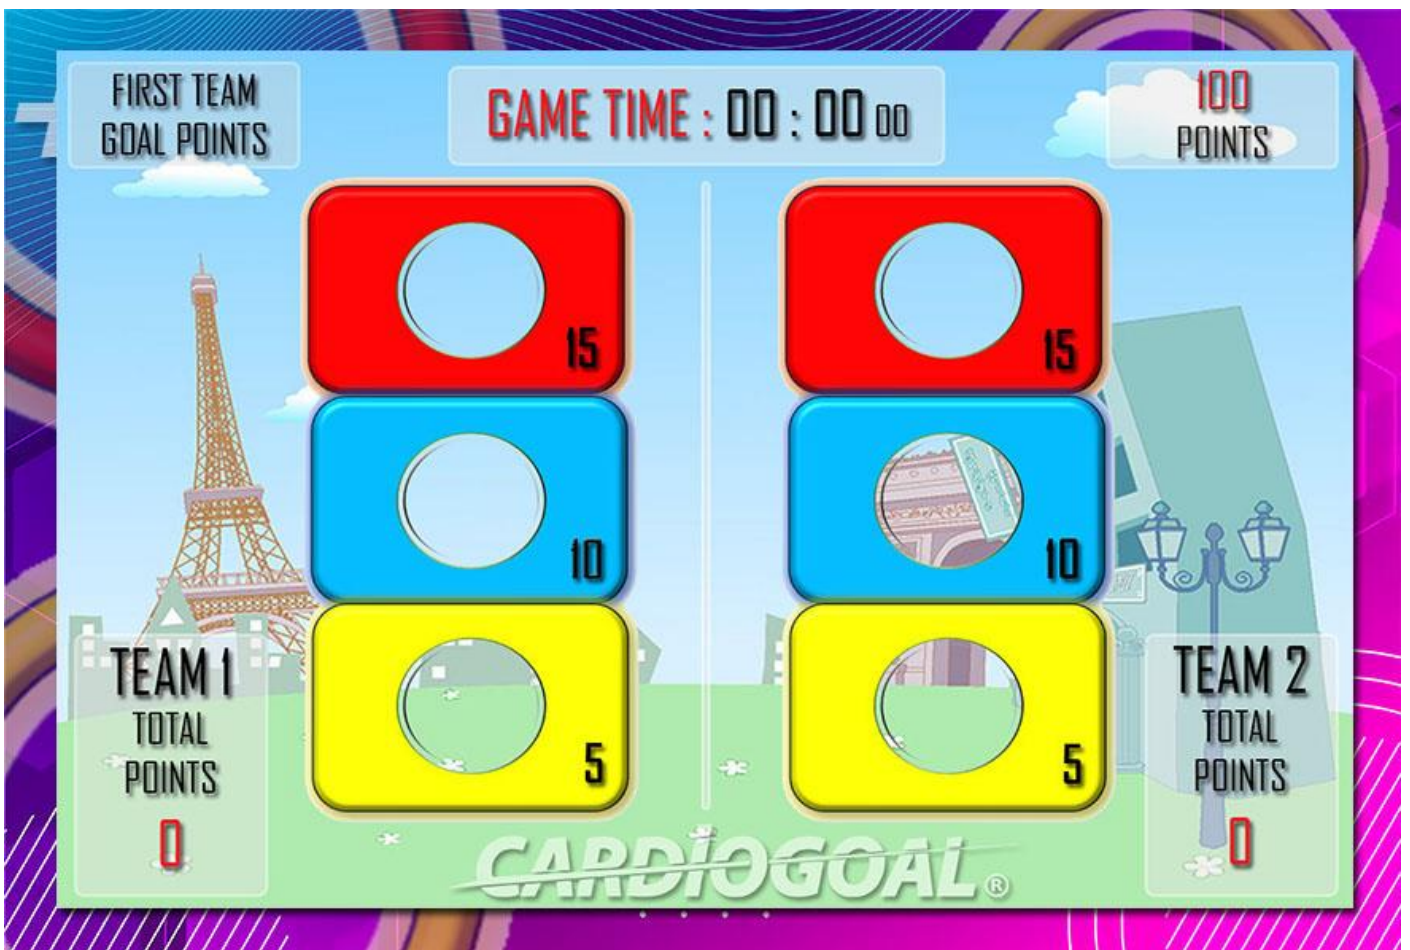 FIRST TEAM
GOAL POINTS
GAME TIME : 00 : 00 00
100
POINTS
15
15
10
10
5
5
TEAM 1
TOTAL
POINTS
0
TEAM 2
TOTAL
POINTS
0
CARDIOGOAL ®